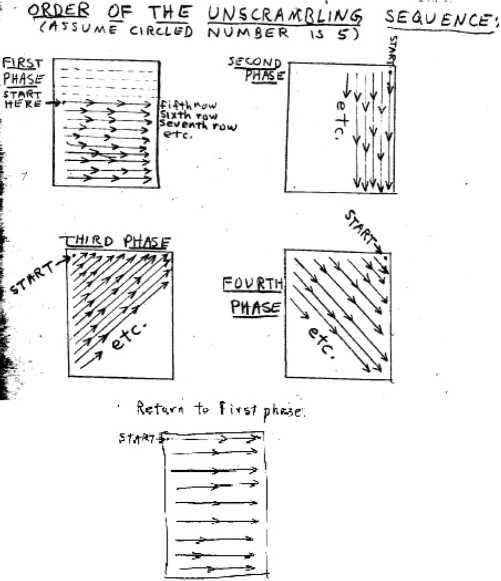 ORDER OF THE UNSCRAMBLING SEQUENCE:
(ASSUME CIRCLED NUMBER IS 5)
FIRST
PHASE
START
HERE
fifth row
Sixth row
Seventh row
etc.
SECOND
PHASE
START
etc.
THIRD PHASE
START
etc.
FOURTH
PHASE
START
etc.
Return to first phase.
START